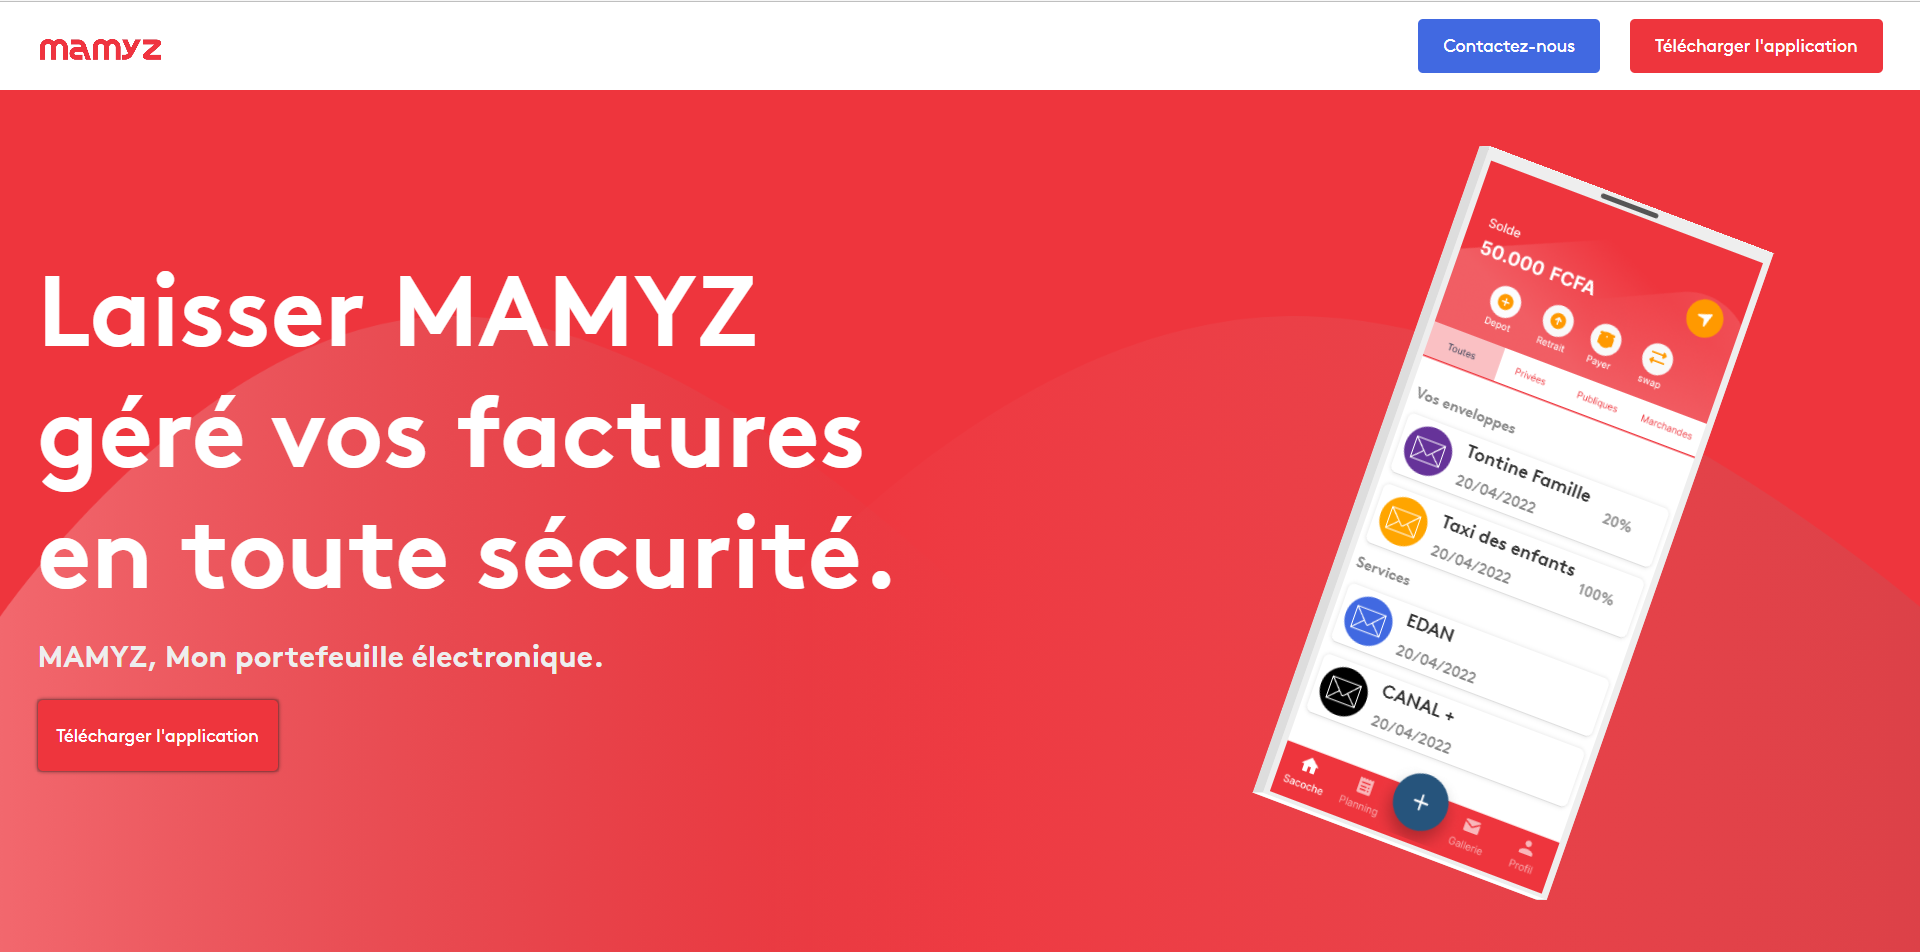 mamyz
Contactez-nous
Télécharger l'application
Laisser MAMYZ
géré vos factures
en toute sécurité.
MAMYZ, Mon portefeuille électronique.
Télécharger l'application
Solde
50.000 FCFA
Depot
Retrait
Payer
swap
Toutes
Privées
Publiques
Marchandes
Vos enveloppes
Tontine Famille
20/04/2022
20%
Taxi des enfants
20/04/2022
100%
Services
EDAN
20/04/2022
CANAL +
20/04/2022
Sacoche
Planning
Gallerie
Profil